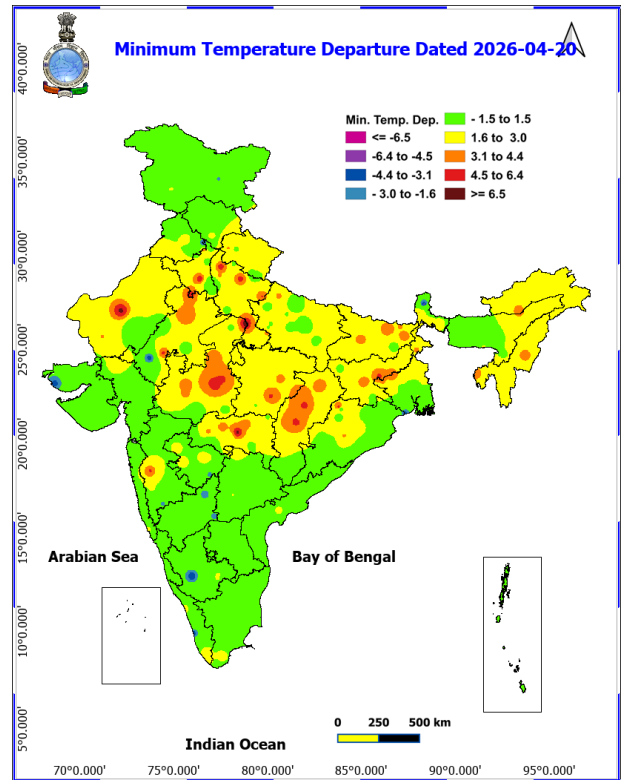 Minimum Temperature Departure Dated 2026-04-20
Min. Temp. Dep.
<= -6.5
-6.4 to -4.5
-4.4 to -3.1
- 3.0 to -1.6
- 1.5 to 1.5
1.6 to 3.0
3.1 to 4.4
4.5 to 6.4
>= 6.5
40°0.000'
35°0.000'
30°0.000'
25°0.000'
20°0.000'
15°0.000'
10°0.000'
5°0.000'
Arabian Sea
Bay of Bengal
Indian Ocean
0 250 500 km
70°0.000' 75°0.000' 80°0.000' 85°0.000' 90°0.000' 95°0.000'